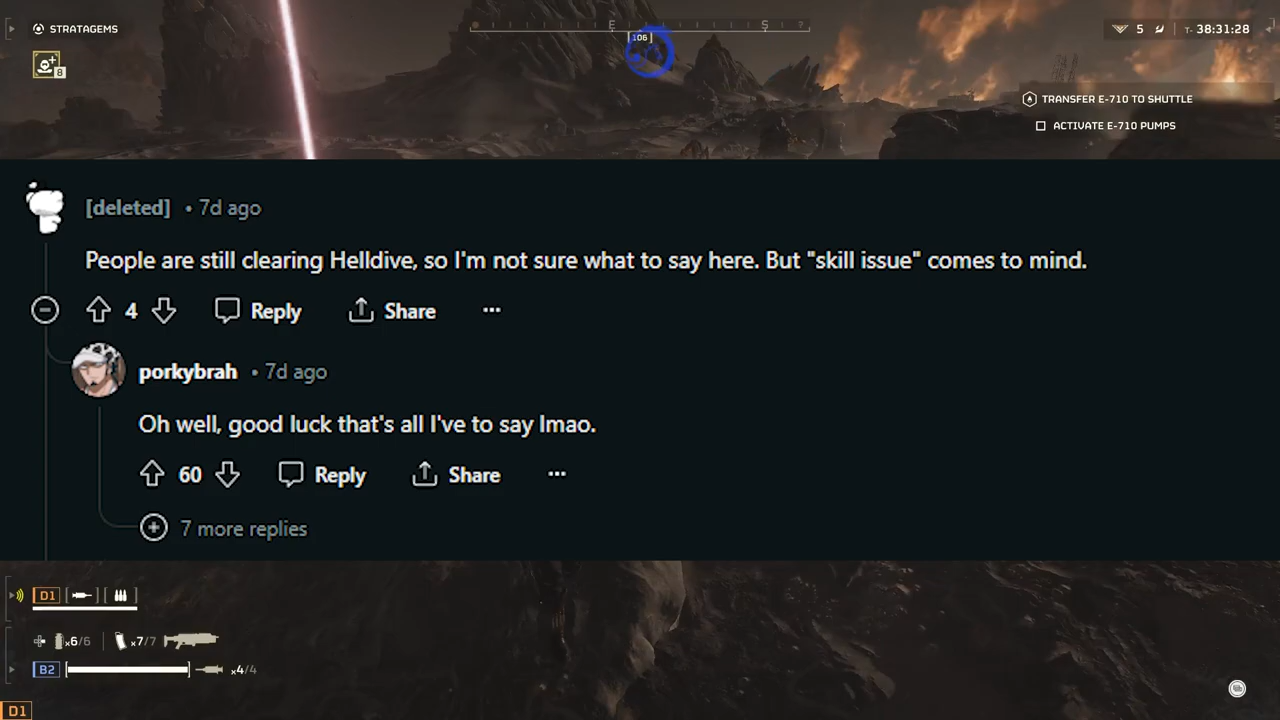 STRATAGEMS
E
S
?
106
5
T- 38:31:28
8
TRANSFER E-710 TO SHUTTLE
ACTIVATE E-710 PUMPS
[deleted] • 7d ago
People are still clearing Helldive, so I'm not sure what to say here. But "skill issue" comes to mind.
4 Reply Share ...
porkybrah • 7d ago
Oh well, good luck that's all I've to say lmao.
60 Reply Share ...
7 more replies
D1
x6/6 x7/7
B2 x4/4
D1